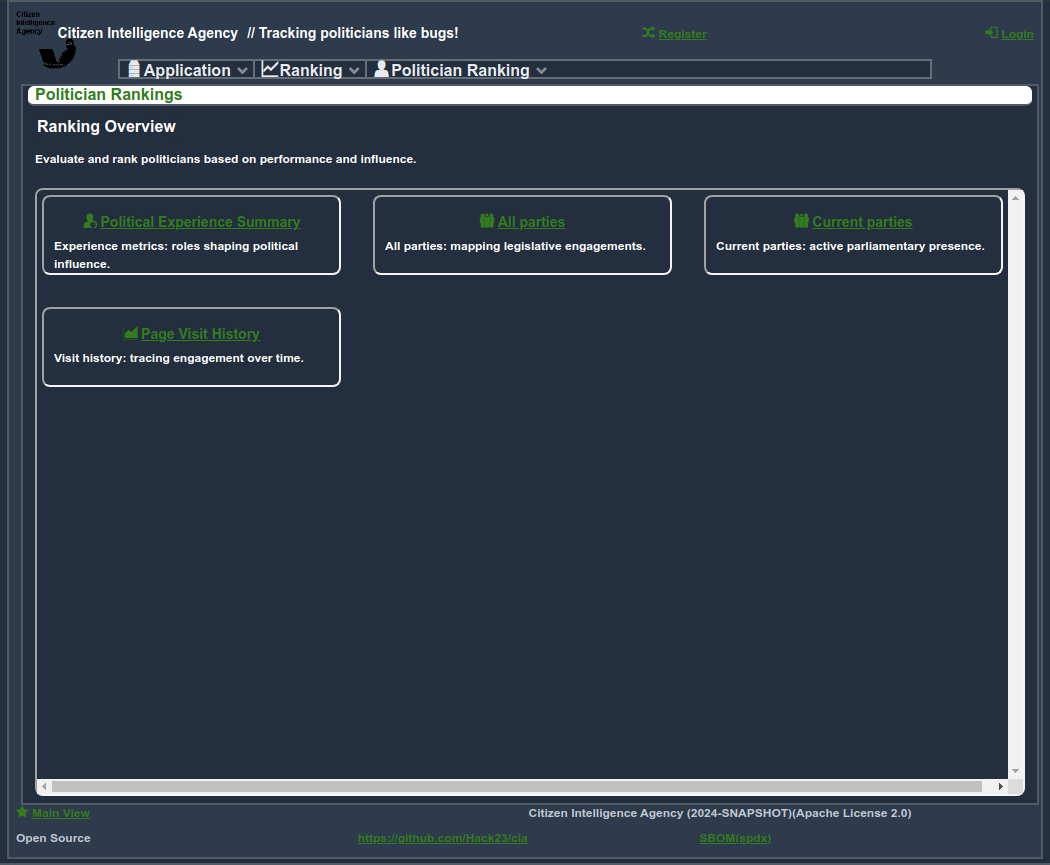 Citizen
Intelligence
Agency
Citizen Intelligence Agency // Tracking politicians like bugs!
Register
Login
Application
Ranking
Politician Ranking
Politician Rankings
Ranking Overview
Evaluate and rank politicians based on performance and influence.
Political Experience Summary
Experience metrics: roles shaping political
influence.
All parties
All parties: mapping legislative engagements.
Current parties
Current parties: active parliamentary presence.
Page Visit History
Visit history: tracing engagement over time.
Main View
Citizen Intelligence Agency (2024-SNAPSHOT)(Apache License 2.0)
Open Source
https://github.com/Hack23/cia
SBOM(spdx)